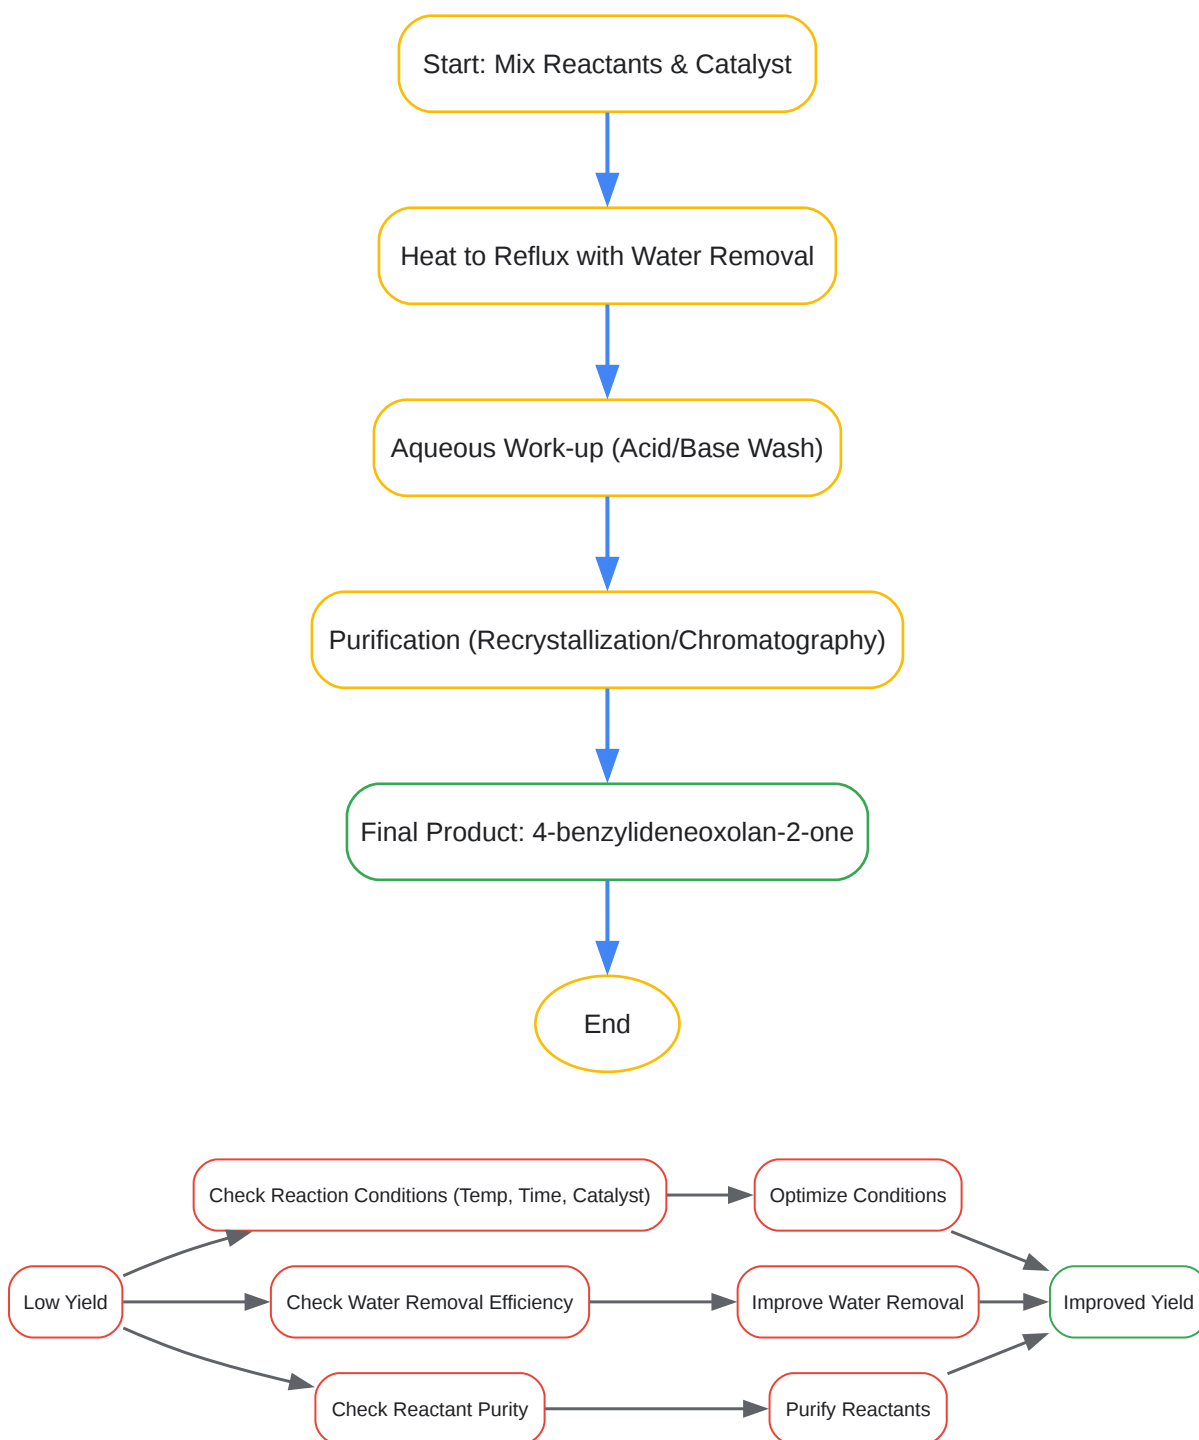 Start: Mix Reactants & Catalyst
Heat to Reflux with Water Removal
Aqueous Work-up (Acid/Base Wash)
Purification (Recrystallization/Chromatography)
Final Product: 4-benzylideneoxolan-2-one
End
Check Reaction Conditions (Temp, Time, Catalyst)
Optimize Conditions
Low Yield
Check Water Removal Efficiency
Improve Water Removal
Improved Yield
Check Reactant Purity
Purify Reactants